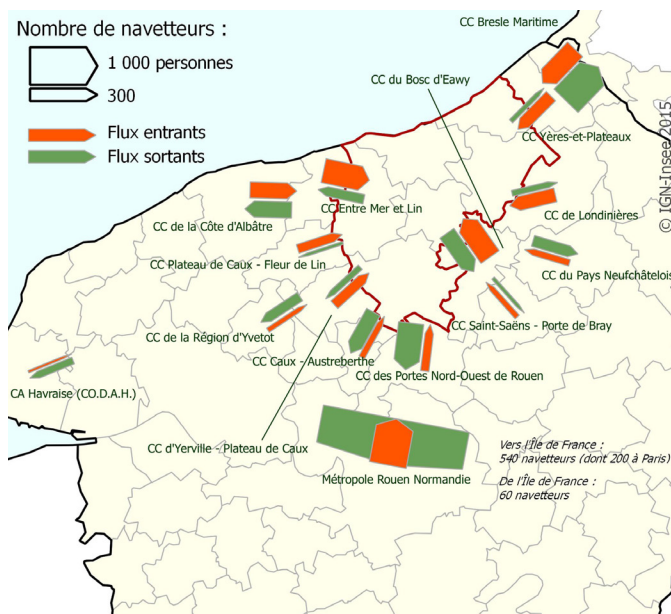 Nombre de navetteurs :
1 000 personnes
300
Flux entrants
Flux sortants
CC Bresle Maritime
CC du Bosc d'Eawy
CC Yères-et-Plateaux
© IGN-Insee 2015
CC Entre Mer et Lin
CC de la Côte d'Albâtre
CC de Londinières
CC Plateau de Caux - Fleur de Lin
CC du Pays Neufchâtelois
CC Saint-Saëns - Porte de Bray
CC de la Région d'Yvetot
CC Caux - Austreberthe
CC des Portes Nord-Ouest de Rouen
CA Havraise (CO.D.A.H.)
CC d'Yerville - Plateau de Caux
Métropole Rouen Normandie
Vers l'Île de France :
540 navetteurs (dont 200 à Paris)
De l'Île de France :
60 navetteurs